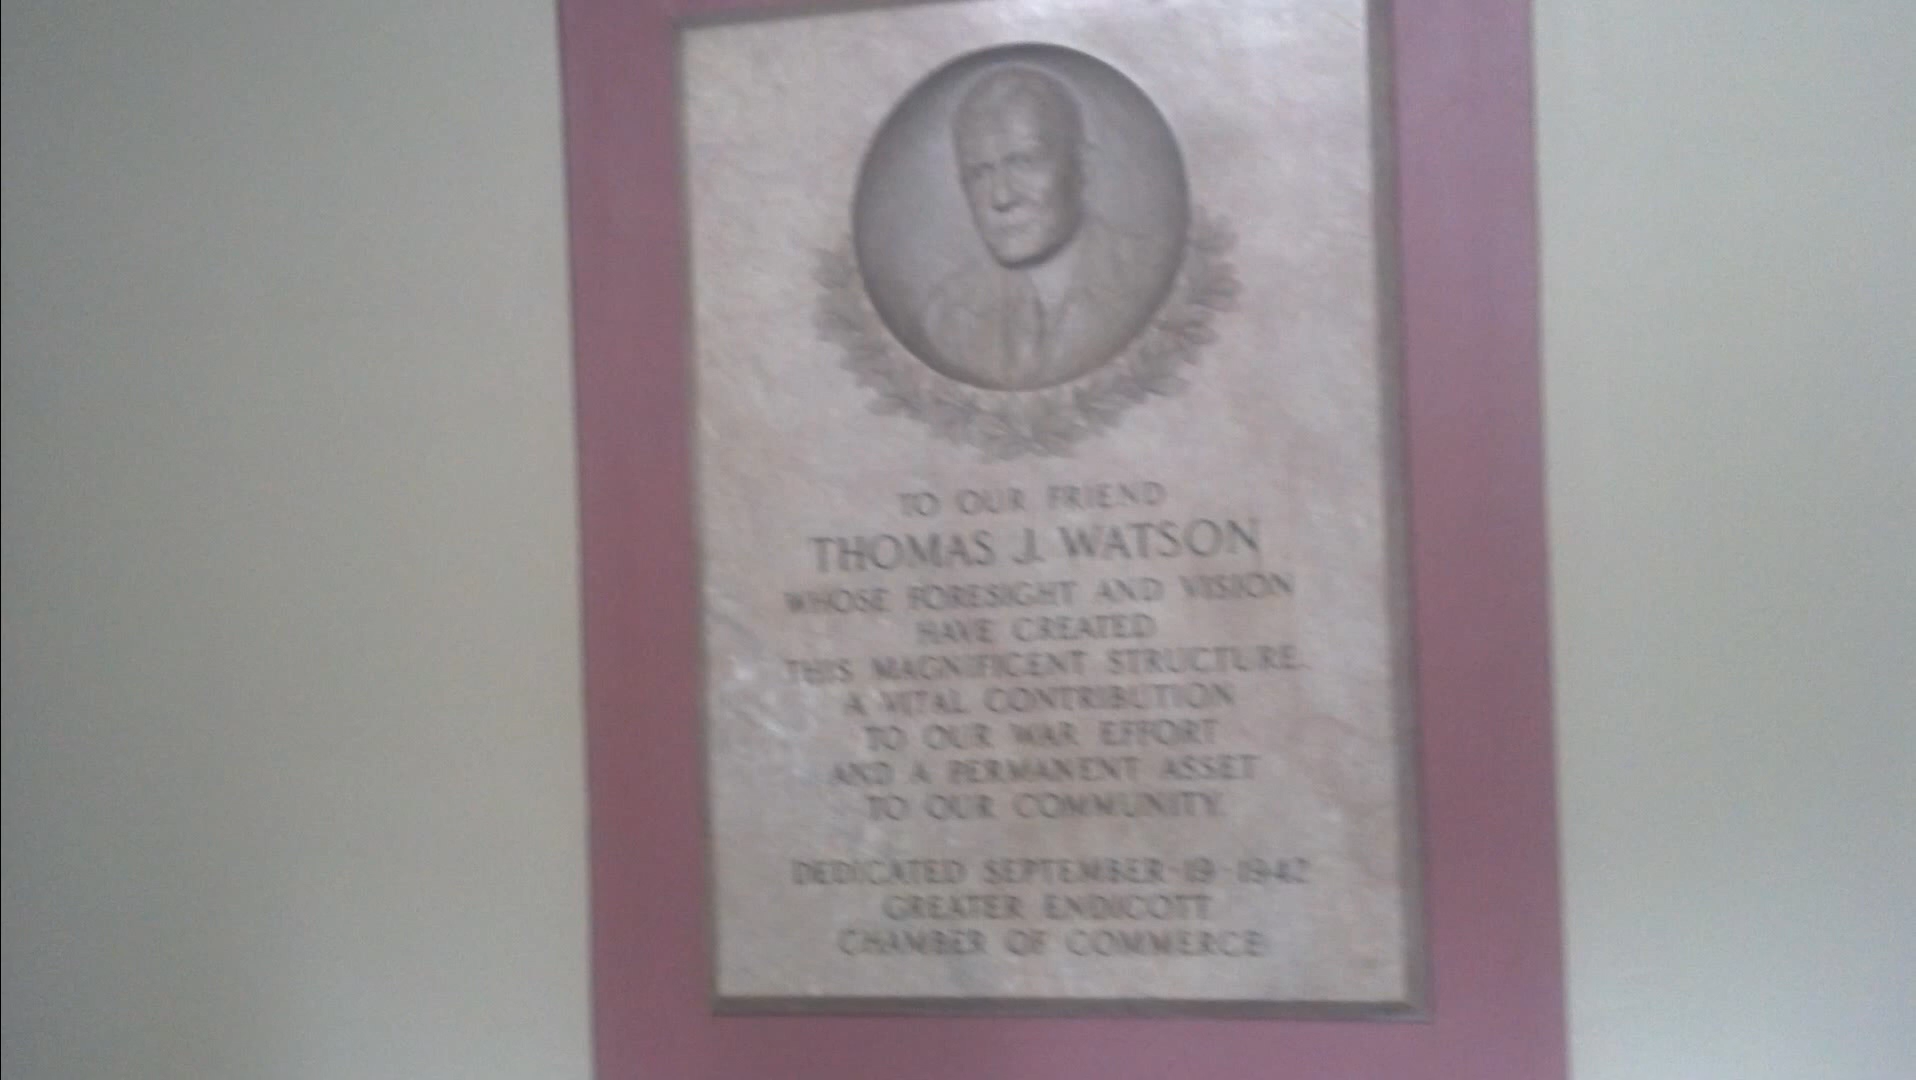 TO OUR FRIEND
THOMAS J. WATSON
WHOSE FORESIGHT AND VISION
HAVE CREATED
THIS MAGNIFICENT STRUCTURE.
A VITAL CONTRIBUTION
TO OUR WAR EFFORT
AND A PERMANENT ASSET
TO OUR COMMUNITY.
DEDICATED SEPTEMBER-19-1942
GREATER ENDICOTT
CHAMBER OF COMMERCE